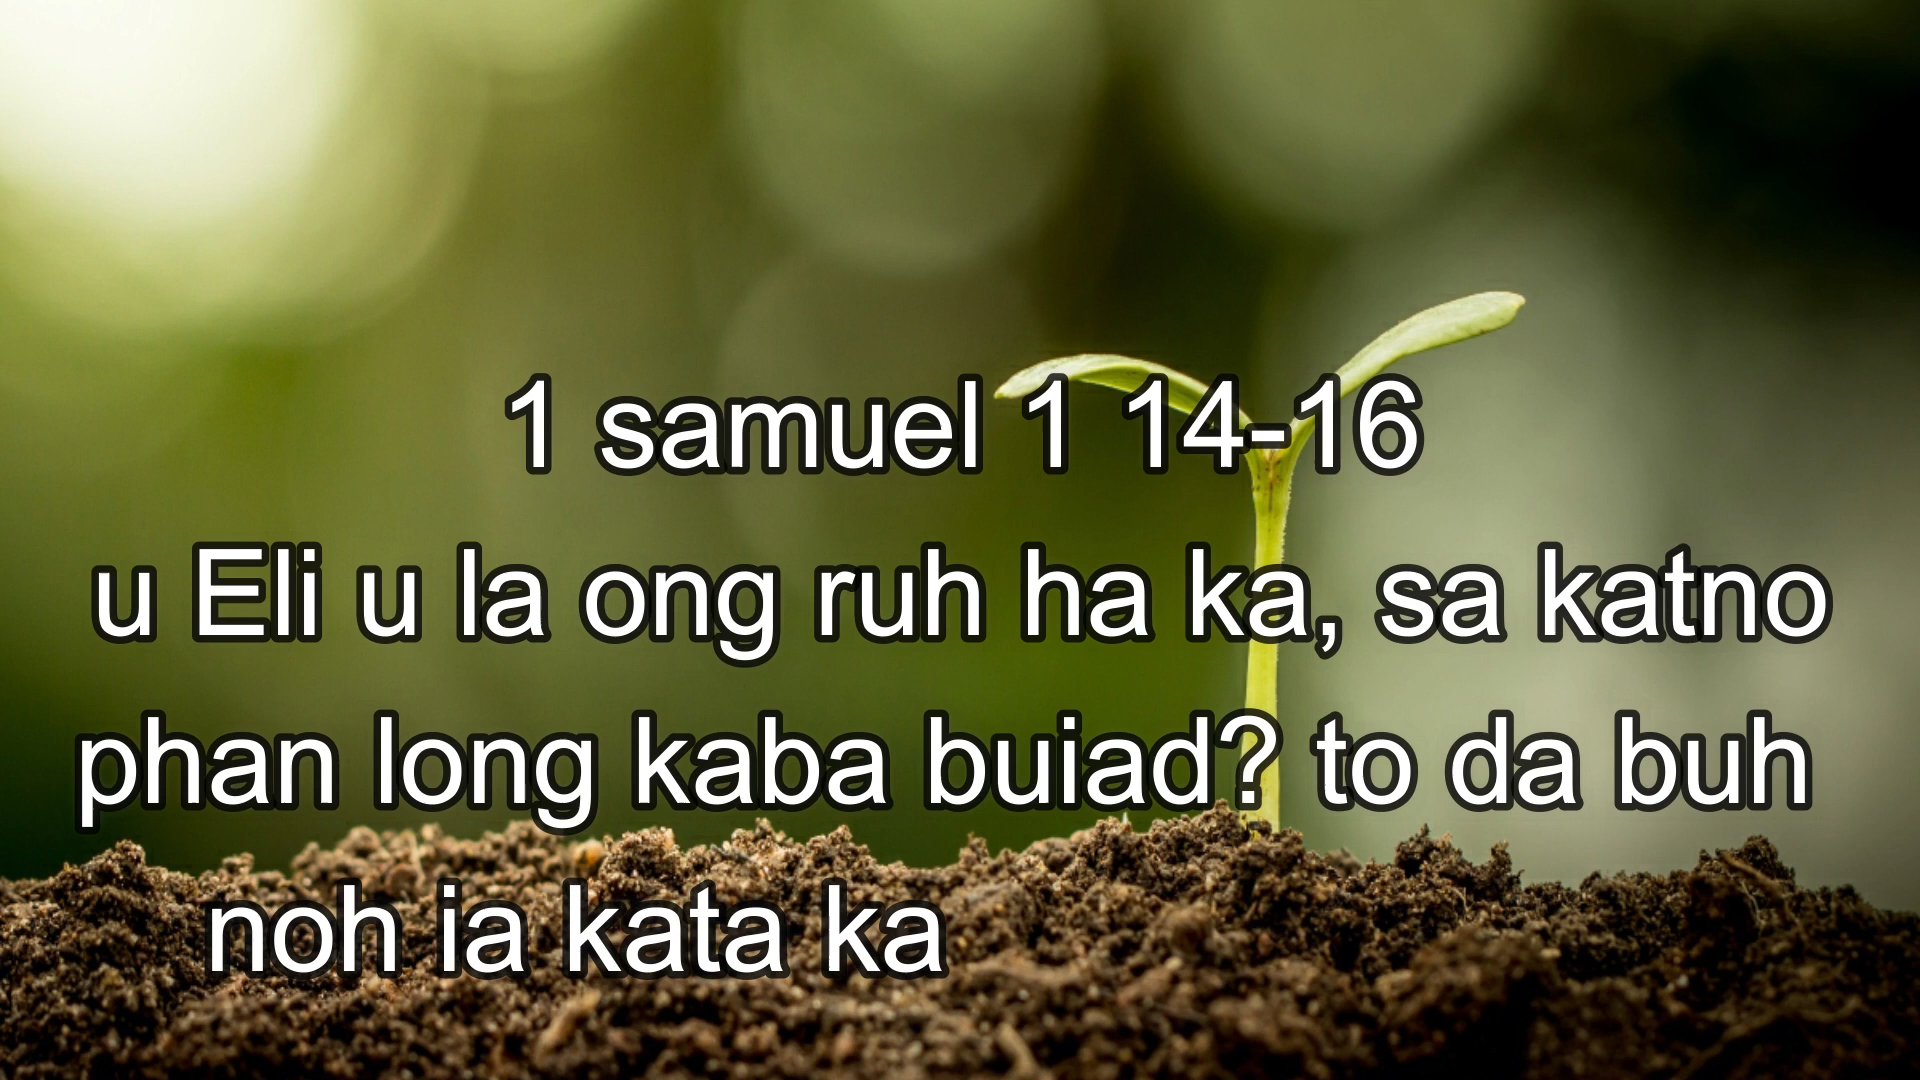 1 samuel 1 14-16
u Eli u la ong ruh ha ka, sa katno
phan long kaba buiad? to da buh
noh ia kata ka